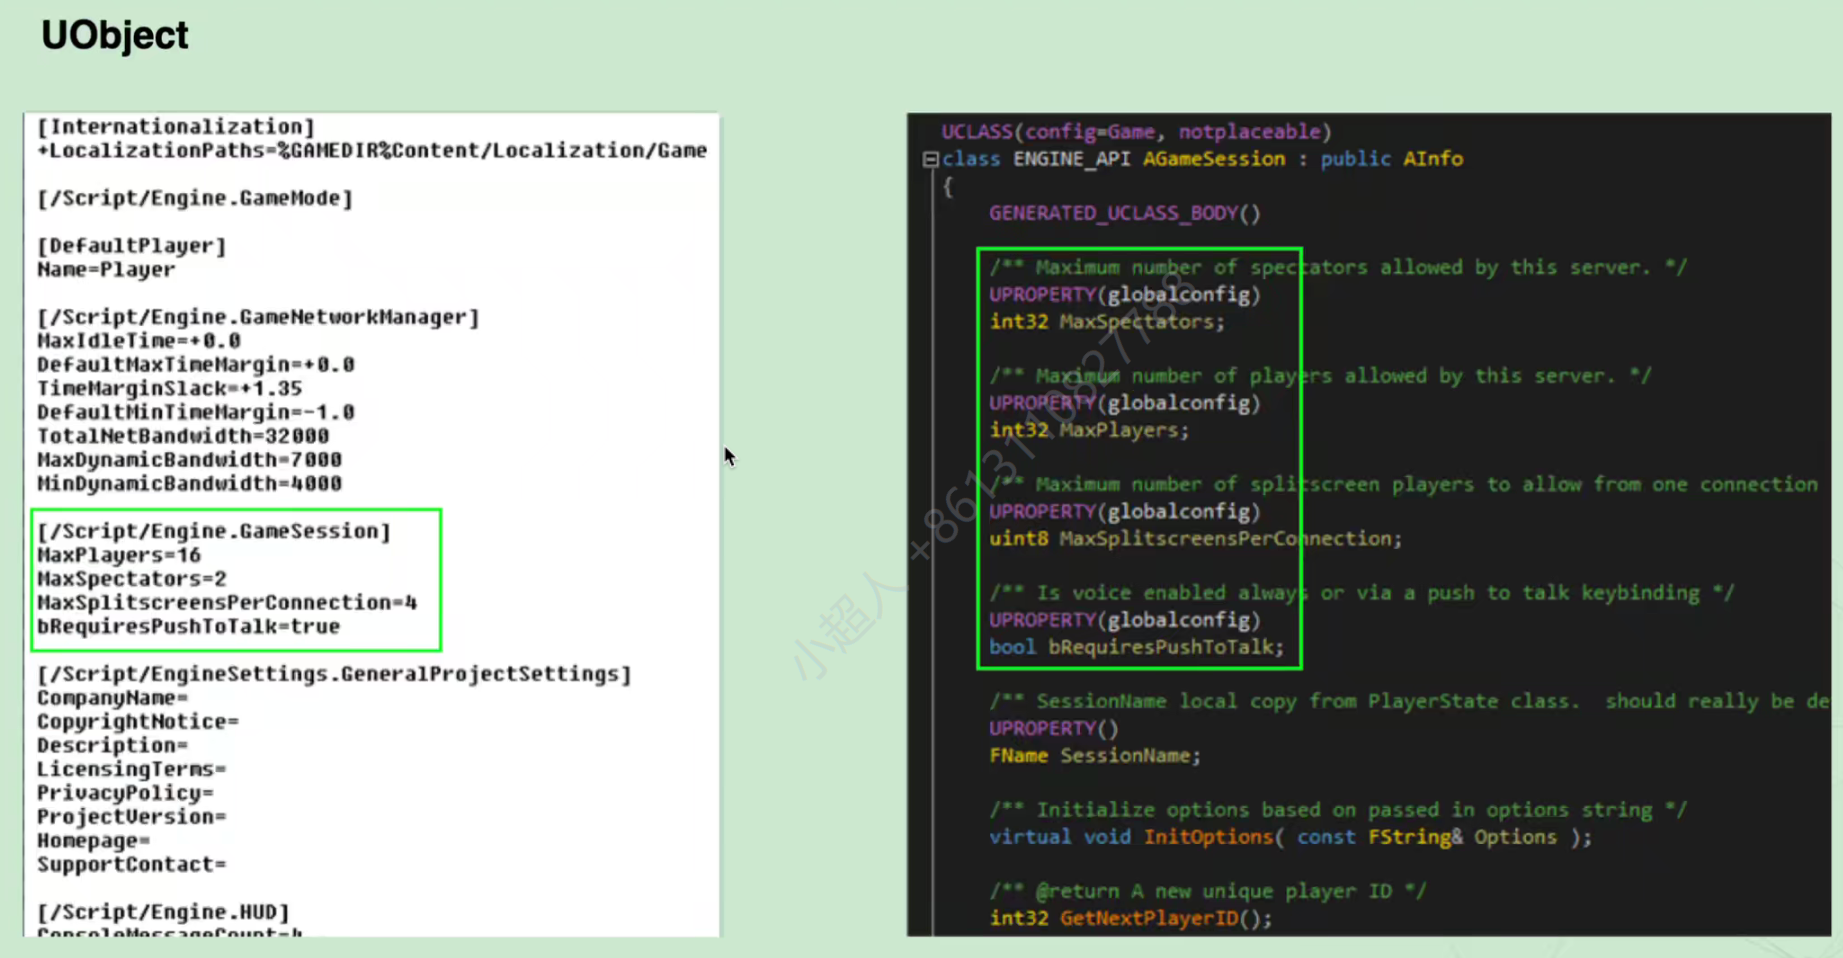 UObject
[Internationalization]
+LocalizationPaths=%GAMEDIR%Content/Localization/Game
[/Script/Engine.GameMode]
[DefaultPlayer]
Name=Player
[/Script/Engine.GameNetworkManager]
MaxIdleTime=+0.0
DefaultMaxTimeMargin=+0.0
TimeMarginSlack=+1.35
DefaultMinTimeMargin=-1.0
TotalNetBandwidth=32000
MaxDynamicBandwidth=7000
MinDynamicBandwidth=4000
[/Script/Engine.GameSession]
MaxPlayers=16
MaxSpectators=2
MaxSplitscreensPerConnection=4
bRequiresPushToTalk=true
[/Script/EngineSettings.GeneralProjectSettings]
CompanyName=
CopyrightNotice=
Description=
LicensingTerms=
PrivacyPolicy=
ProjectVersion=
Homepage=
SupportContact=
[/Script/Engine.HUD]
ConsoleMessageCount=4
UCLASS(config=Game, notplaceable)
class ENGINE_API AGameSession : public AInfo
{
GENERATED_UCLASS_BODY()
/** Maximum number of spectators allowed by this server. */
UPROPERTY(globalconfig)
int32 MaxSpectators;
/** Maximum number of players allowed by this server. */
UPROPERTY(globalconfig)
int32 MaxPlayers;
/** Maximum number of splitscreen players to allow from one connection
UPROPERTY(globalconfig)
uint8 MaxSplitscreensPerConnection;
/** Is voice enabled always or via a push to talk keybinding */
UPROPERTY(globalconfig)
bool bRequiresPushToTalk;
/** SessionName local copy from PlayerState class.  should really be de
UPROPERTY()
FName SessionName;
/** Initialize options based on passed in options string */
virtual void InitOptions( const FString& Options );
/** @return A new unique player ID */
int32 GetNextPlayerID();
小超人 +8613110827788